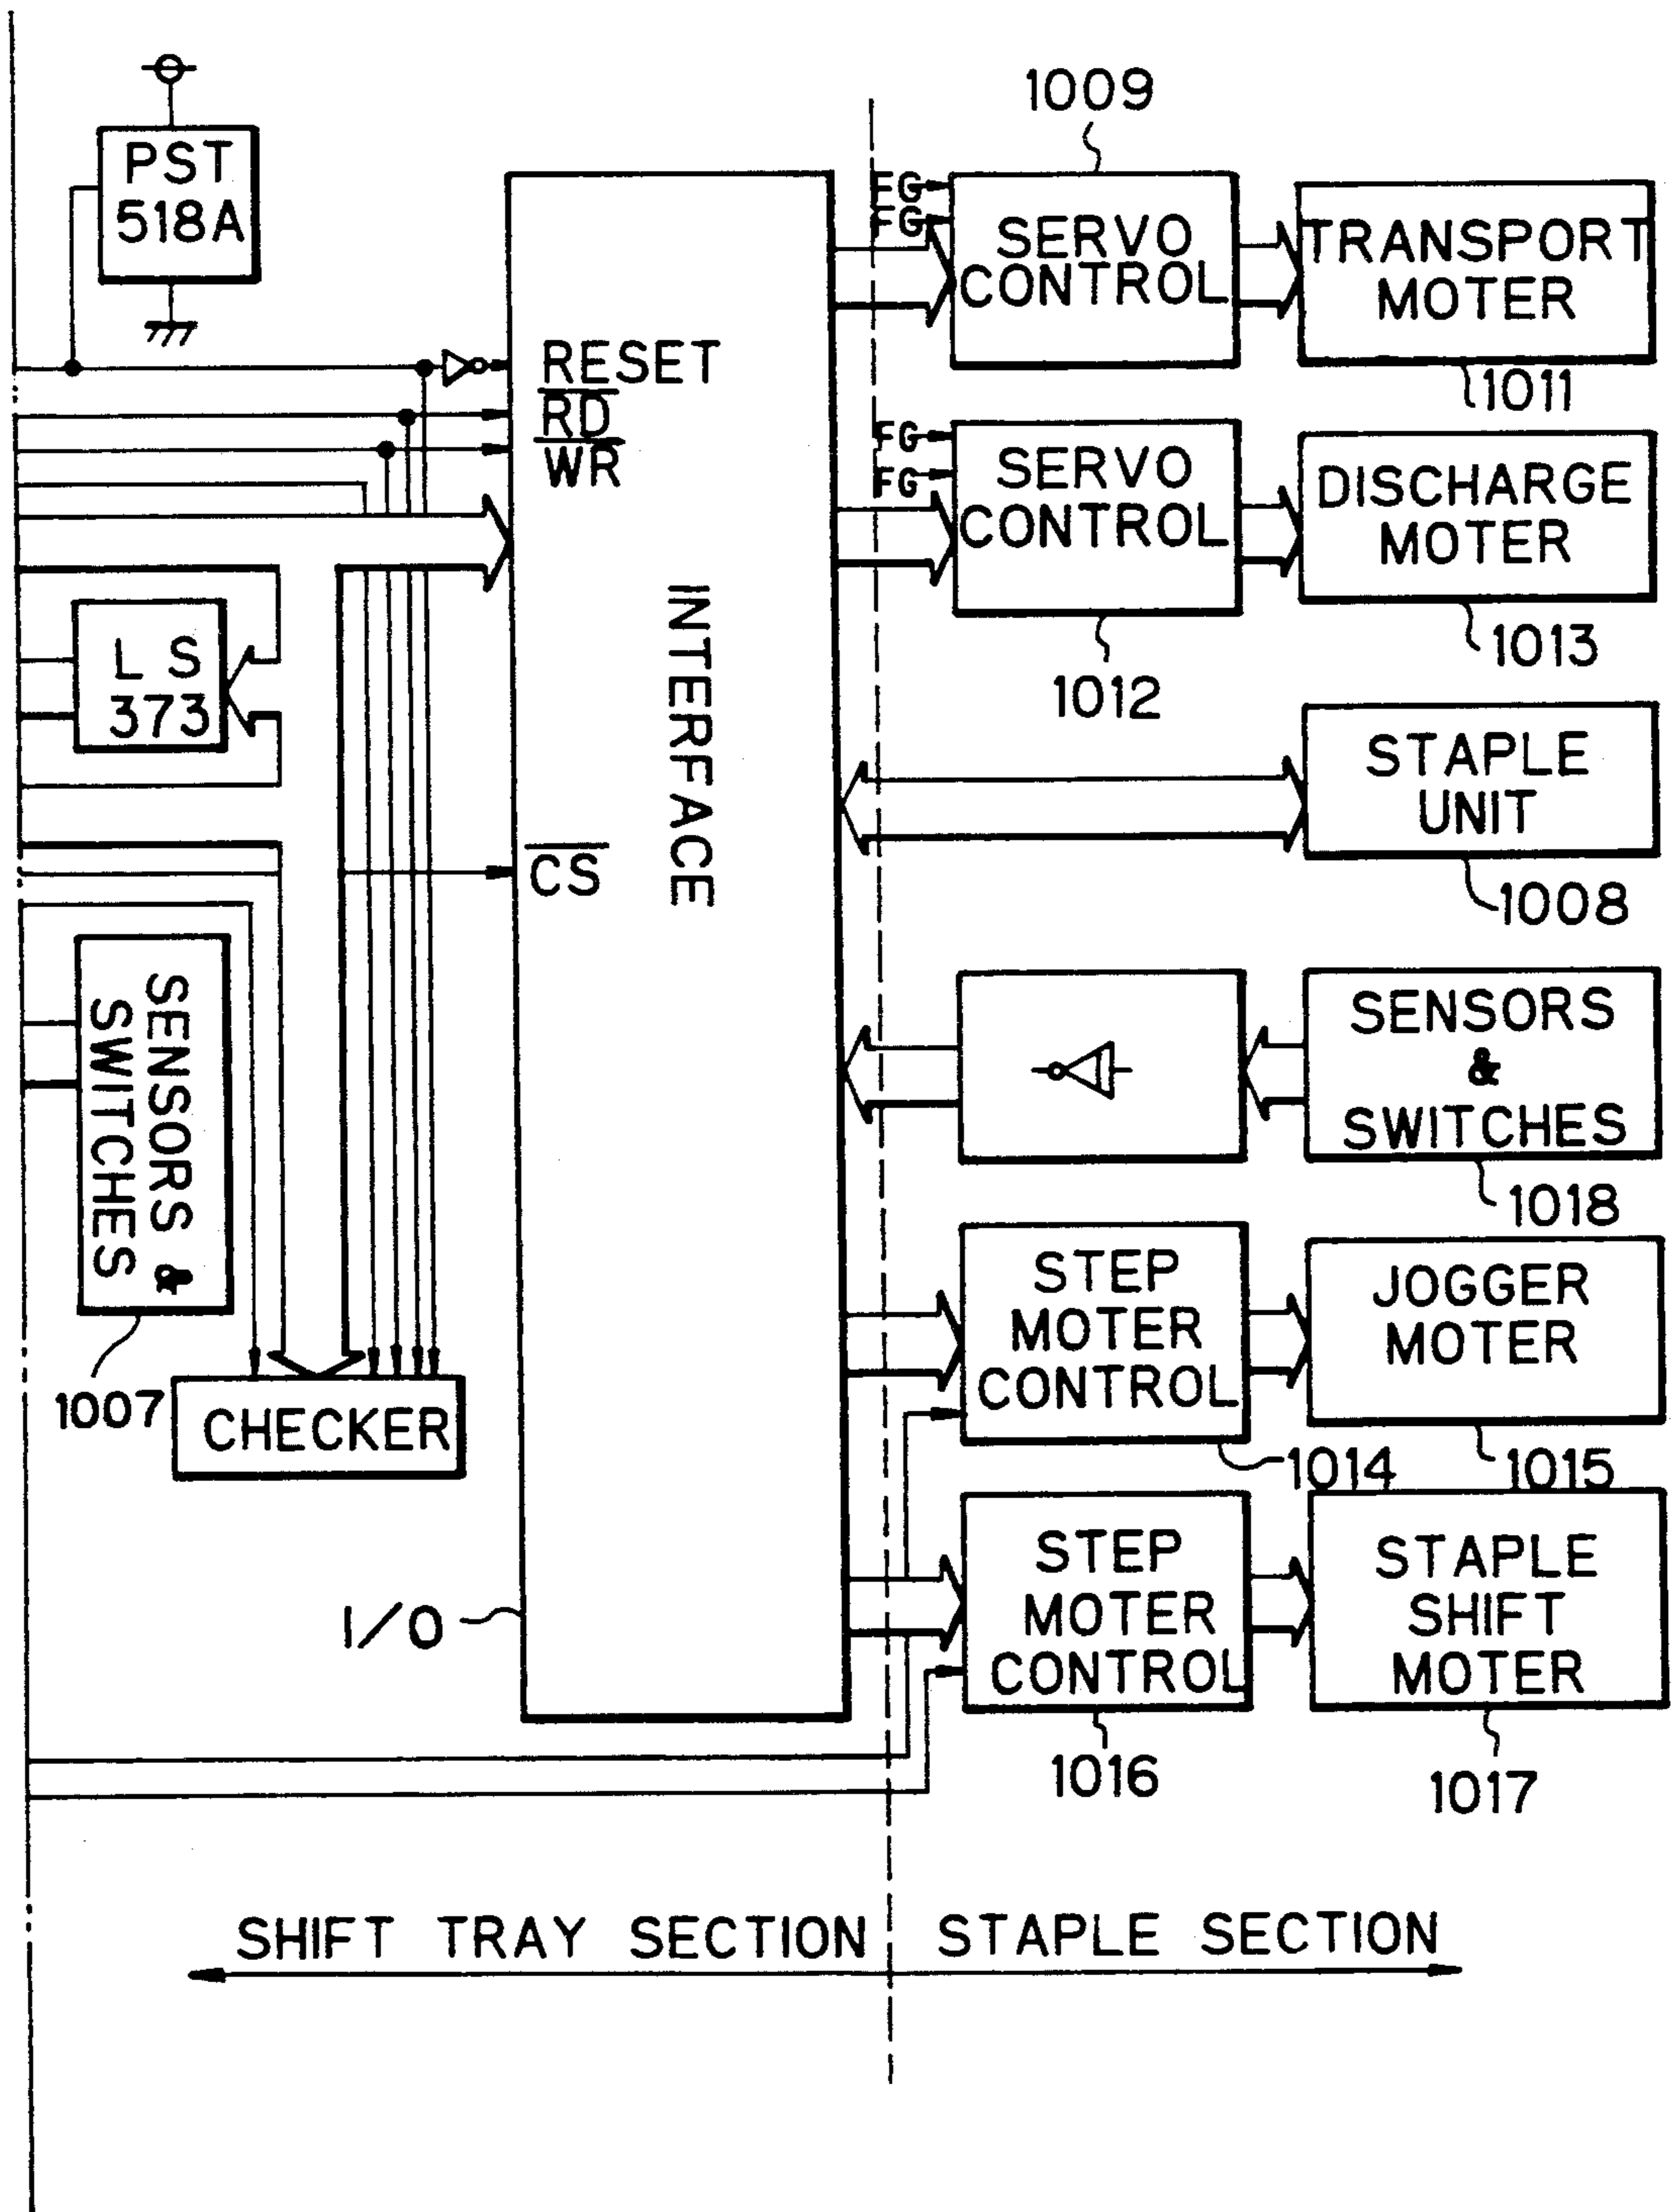 1009
PST
518A
FG
FG
SERVO
CONTROL
TRANSPORT
MOTER
1011
RESET
RD
WR
FG
FG
SERVO
CONTROL
DISCHARGE
MOTER
1013
1012
INTERFACE
L S
373
STAPLE
UNIT
1008
CS
SENSORS &
SWITCHES
1007
SENSORS
&
SWITCHES
1018
CHECKER
STEP
MOTER
CONTROL
1014
JOGGER
MOTER
1015
I/O
STEP
MOTER
CONTROL
1016
STAPLE
SHIFT
MOTER
1017
SHIFT TRAY SECTION
STAPLE SECTION